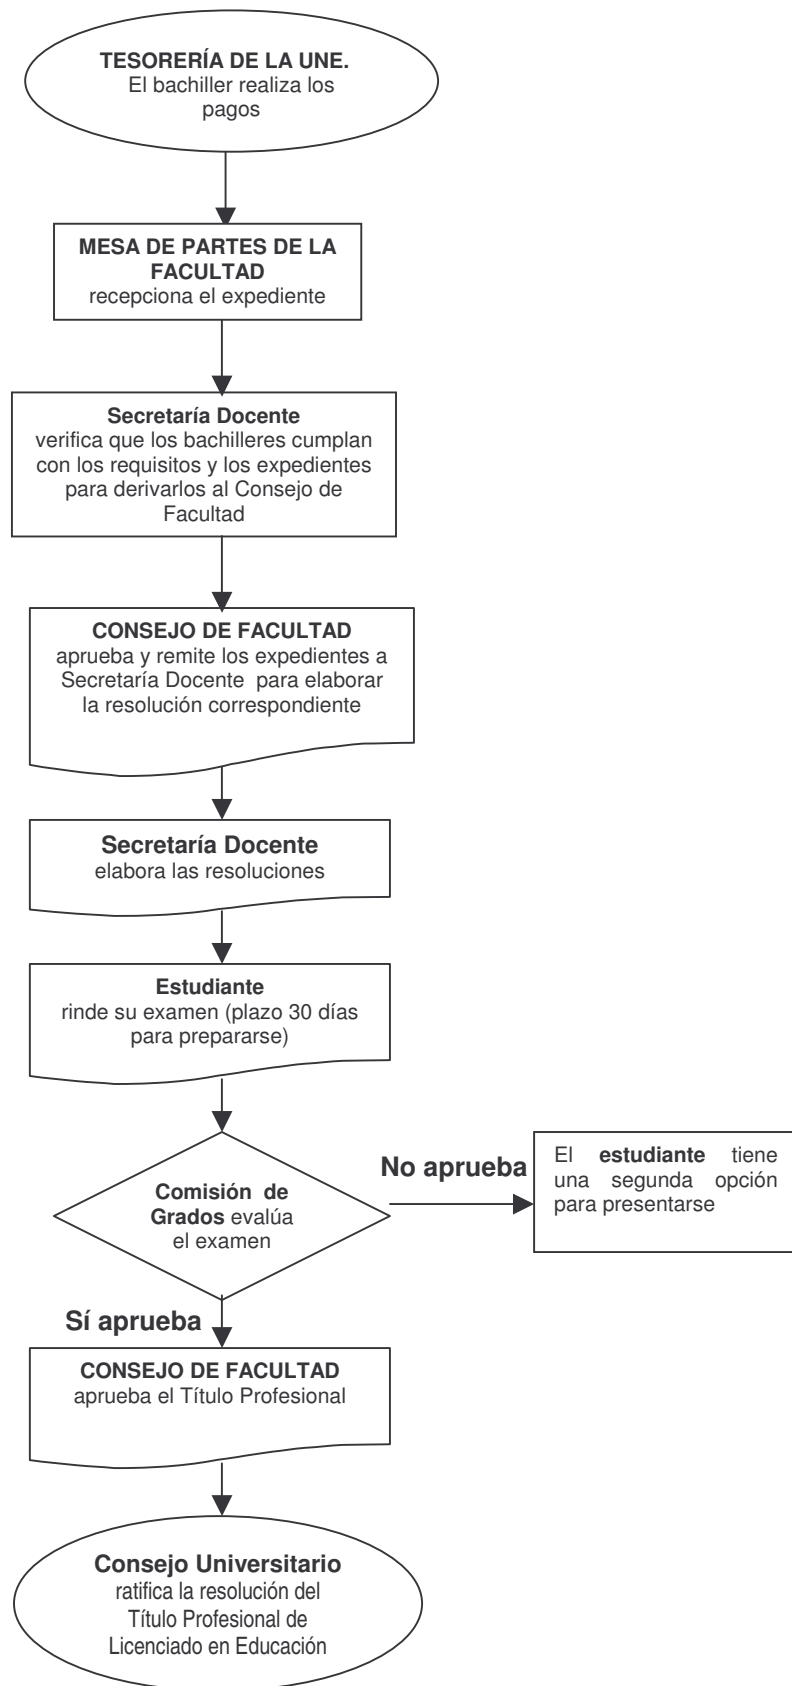 TESORERÍA DE LA UNE.
El bachiller realiza los
pagos
MESA DE PARTES DE LA
FACULTAD
recepciona el expediente
Secretaría Docente
verifica que los bachilleres cumplan
con los requisitos y los expedientes
para derivarlos al Consejo de
Facultad
CONSEJO DE FACULTAD
aprueba y remite los expedientes a
Secretaría Docente para elaborar
la resolución correspondiente
Secretaría Docente
elabora las resoluciones
Estudiante
rinde su examen (plazo 30 días
para prepararse)
Comisión de
Grados evalúa
el examen
No aprueba
El estudiante tiene
una segunda opción
para presentarse
Sí aprueba
CONSEJO DE FACULTAD
aprueba el Título Profesional
Consejo Universitario
ratifica la resolución del
Título Profesional de
Licenciado en Educación